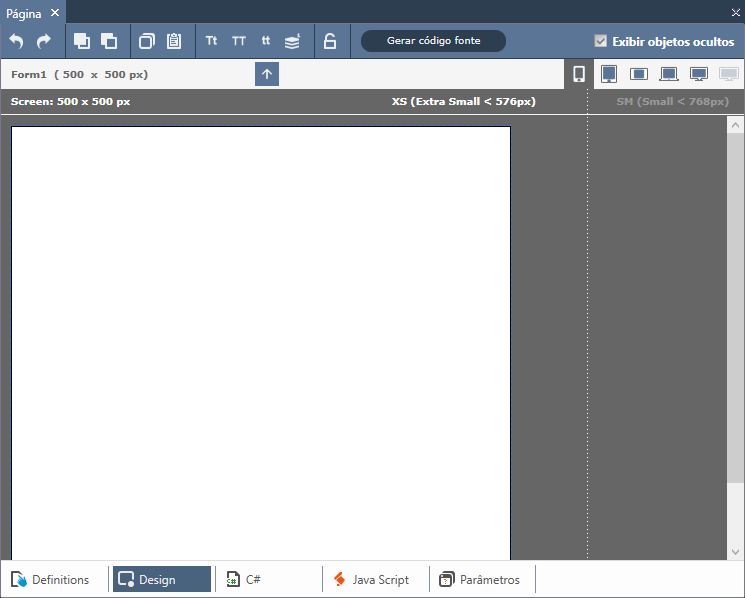 Página
Tt TT tt Gerar código fonte Exibir objetos ocultos
Form1 ( 500 x 500 px)
Screen: 500 x 500 px XS (Extra Small < 576px) SM (Small < 768px)
Definitions Design C# Java Script Parâmetros